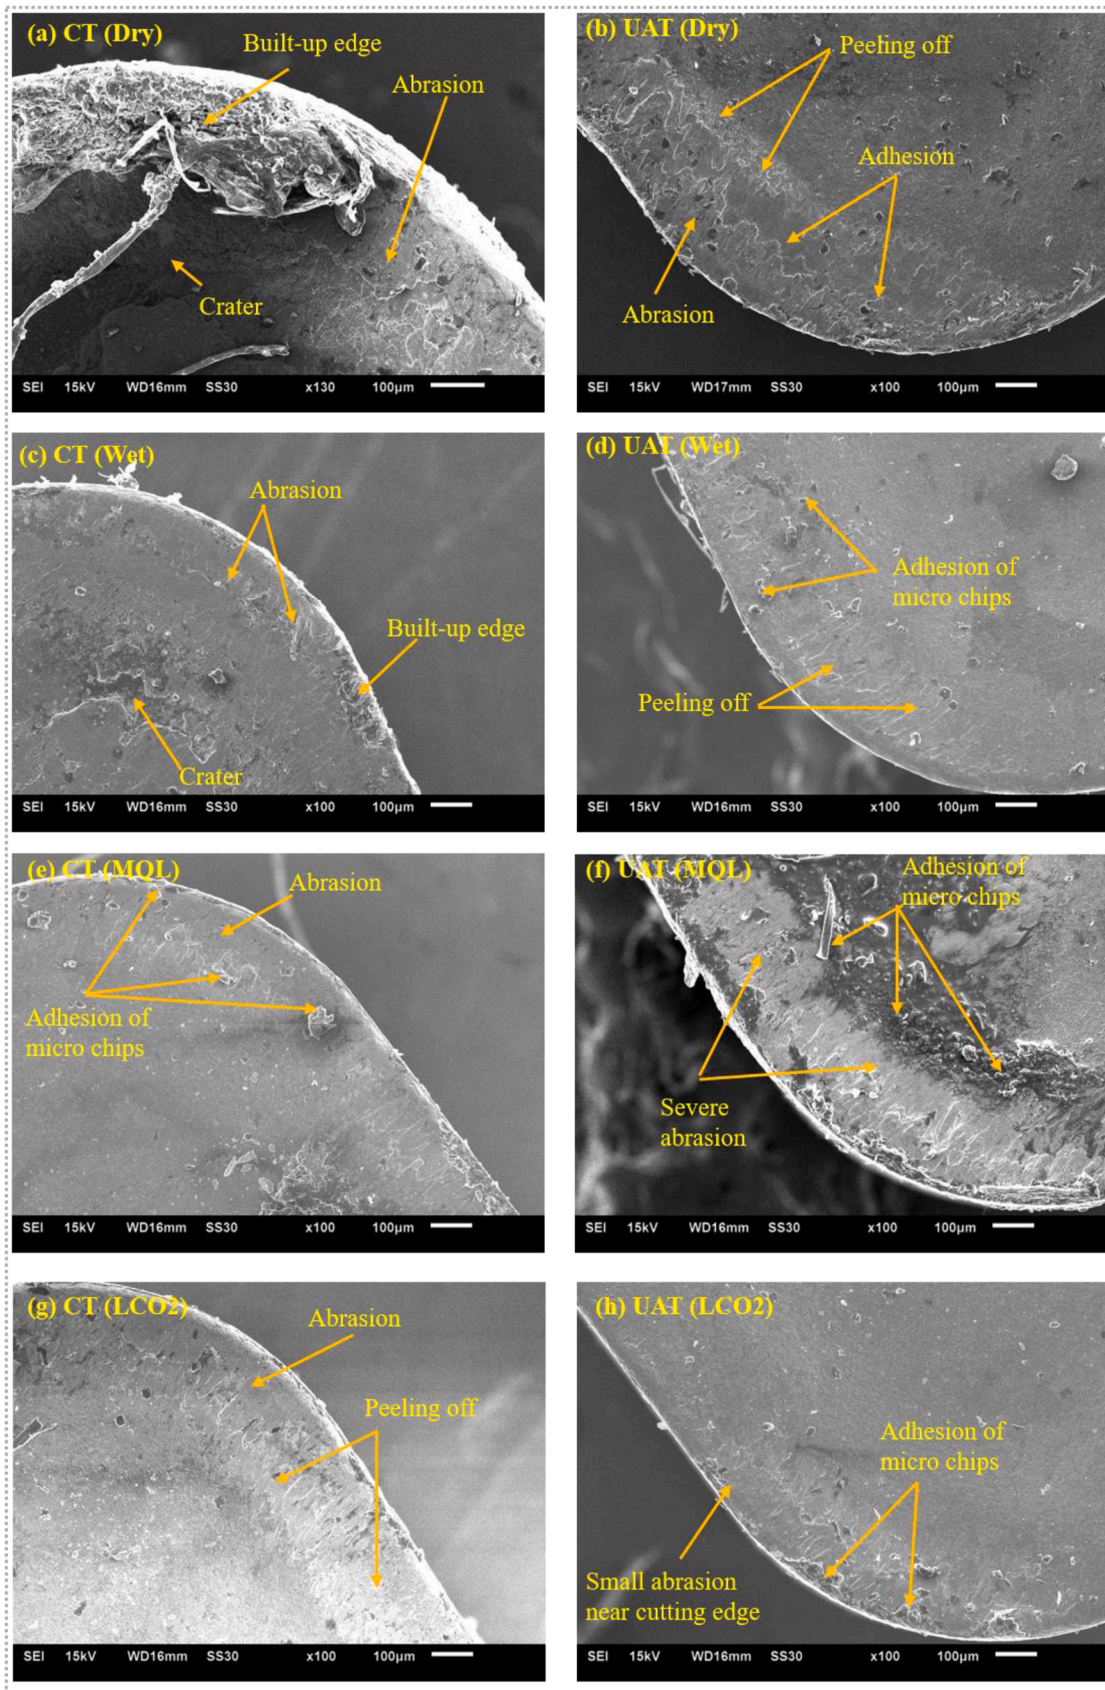 (a) CT (Dry)
Built-up edge
Abrasion
Crater
SEI 15kV WD16mm SS30 x130 100µm
(b) UAT (Dry)
Peeling off
Adhesion
Abrasion
SEI 15kV WD17mm SS30 x100 100µm
(c) CT (Wet)
Abrasion
Built-up edge
Crater
SEI 15kV WD16mm SS30 x100 100µm
(d) UAT (Wet)
Adhesion of
micro chips
Peeling off
SEI 15kV WD16mm SS30 x100 100µm
(e) CT (MQL)
Abrasion
Adhesion of
micro chips
SEI 15kV WD16mm SS30 x100 100µm
(f) UAT (MQL)
Adhesion of
micro chips
Severe
abrasion
SEI 15kV WD16mm SS30 x100 100µm
(g) CT (LCO2)
Abrasion
Peeling off
SEI 15kV WD16mm SS30 x100 100µm
(h) UAT (LCO2)
Adhesion of
micro chips
Small abrasion
near cutting edge
SEI 15kV WD16mm SS30 x100 100µm